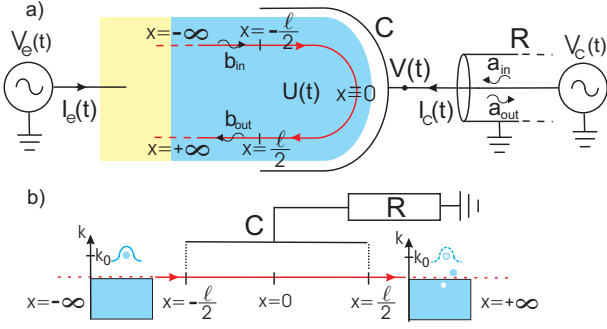 a)
V_e(t)
I_e(t)
x=-∞
x=-ℓ/2
b_in
U(t)
x≡0
b_out
x=+∞
x=ℓ/2
C
V(t)
I_c(t)
R
a_in
a_out
V_c(t)
b)
C
R
k
k_0
k
k_0
x=-∞
x=-ℓ/2
x=0
x=ℓ/2
x=+∞